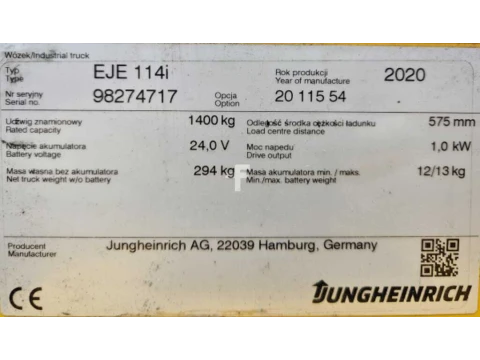 Wózek/Industrial truck
Typ EJE 114i Rok produkcji 2020
Type Year of manufacture
Nr seryjny 98274717 Opcja 20 115 54
Serial no. Option
Udźwig znamionowy 1400 kg Odległość środka ciężkości ładunku 575 mm
Rated capacity Load centre distance
Napięcie akumulatora 24,0 V Moc napędu 1,0 kW
Battery voltage Drive output
Masa własna bez akumulatora 294 kg Masa akumulatora min. / maks. 12/13 kg
Net truck weight w/o battery Min./max. battery weight
F
Producent Jungheinrich AG, 22039 Hamburg, Germany
Manufacturer
CE JUNGHEINRICH